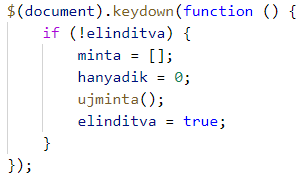 $(document).keydown(function () {
    if (!elinditva) {
        minta = [];
        hanyadik = 0;
        ujminta();
        elinditva = true;
    }
});